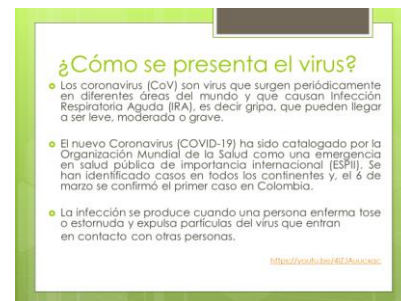 ¿Cómo se presenta el virus?
Los coronavirus (CoV) son virus que surgen periódicamente
en diferentes áreas del mundo y que causan Infección
Respiratoria Aguda (IRA), es decir gripa, que pueden llegar
a ser leve, moderada o grave.
El nuevo Coronavirus (COVID-19) ha sido catalogado por la
Organización Mundial de la Salud como una emergencia
en salud pública de importancia internacional (ESPII). Se
han identificado casos en todos los continentes y, el 6 de
marzo se confirmó el primer caso en Colombia.
La infección se produce cuando una persona enferma tose
o estornuda y expulsa partículas del virus que entran
en contacto con otras personas.